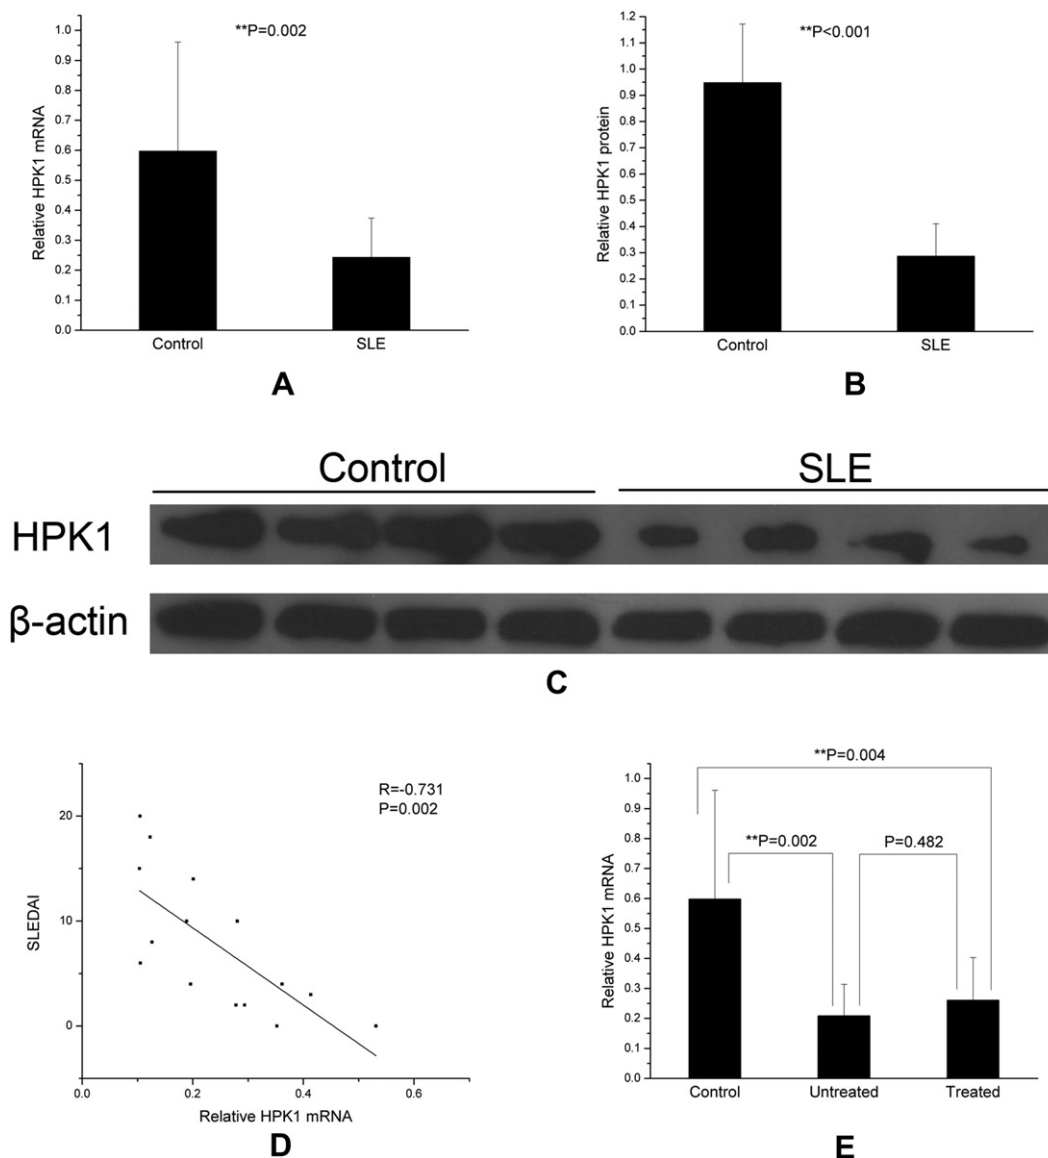 **P=0.002
1.0
0.9
0.8
0.7
0.6
0.5
0.4
0.3
0.2
0.1
0.0
Relative HPK1 mRNA
Control SLE
A
**P<0.001
1.2
1.1
1.0
0.9
0.8
0.7
0.6
0.5
0.4
0.3
0.2
0.1
0.0
Relative HPK1 protein
Control SLE
B
Control SLE
HPK1
β-actin
C
R=-0.731
P=0.002
20
10
0
SLEDAI
0.0 0.2 0.4 0.6
Relative HPK1 mRNA
D
**P=0.004
**P=0.002 P=0.482
1.0
0.9
0.8
0.7
0.6
0.5
0.4
0.3
0.2
0.1
0.0
Relative HPK1 mRNA
Control Untreated Treated
E